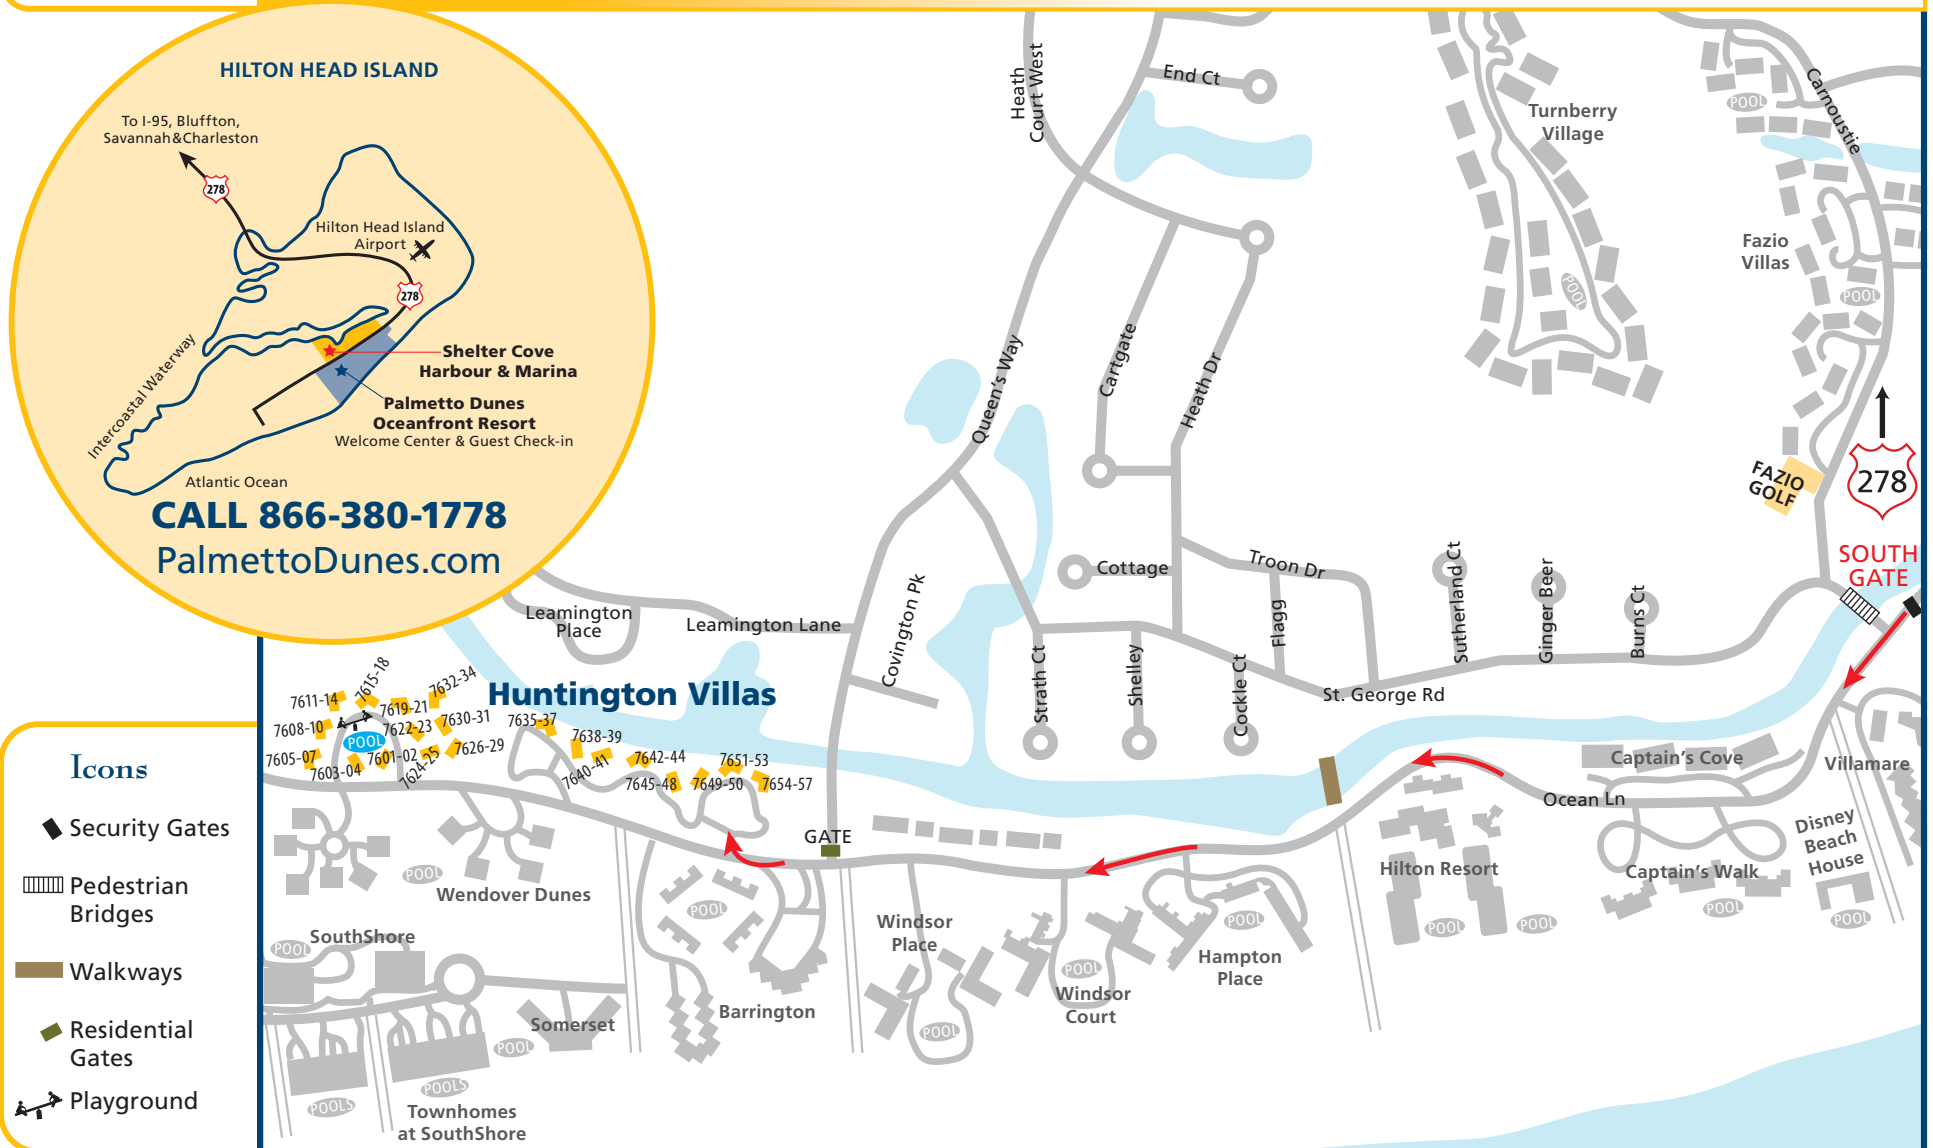 HILTON HEAD ISLAND
To I-95, Bluffton,
Savannah&Charleston
278
Hilton Head Island
Airport
278
Intercoastal Waterway
Shelter Cove
Harbour & Marina
Palmetto Dunes
Oceanfront Resort
Welcome Center & Guest Check-in
Atlantic Ocean
CALL 866-380-1778
PalmettoDunes.com
Icons
Security Gates
Pedestrian
Bridges
Walkways
Residential
Gates
Playground
Heath
Court West
End Ct
Turnberry
Village
POOL
POOL
Carnoustie
Fazio
Villas
POOL
FAZIO
GOLF
278
SOUTH
GATE
Queen's Way
Cartgate
Heath Dr
Cottage
Troon Dr
Flagg
Sutherland Ct
Ginger Beer
Burns Ct
Leamington
Place
Leamington Lane
Covington Pk
Strath Ct
Shelley
Cockle Ct
St. George Rd
Huntington Villas
7611-14
7615-18
7632-34
7619-21
7608-10
7622-23
7630-31
7605-07
POOL
7603-04
7601-02
7624-25
7626-29
7635-37
7638-39
7640-41
7642-44
7645-48
7651-53
7649-50
7654-57
GATE
Captain's Cove
Villamare
Ocean Ln
Disney
Beach
House
POOL
Hilton Resort
POOL
POOL
Captain's Walk
POOL
POOL
Wendover Dunes
SouthShore
POOL
POOL
Barrington
Windsor
Place
POOL
POOL
Windsor
Court
POOL
Hampton
Place
Somerset
POOL
POOLS
POOLS
Townhomes
at SouthShore